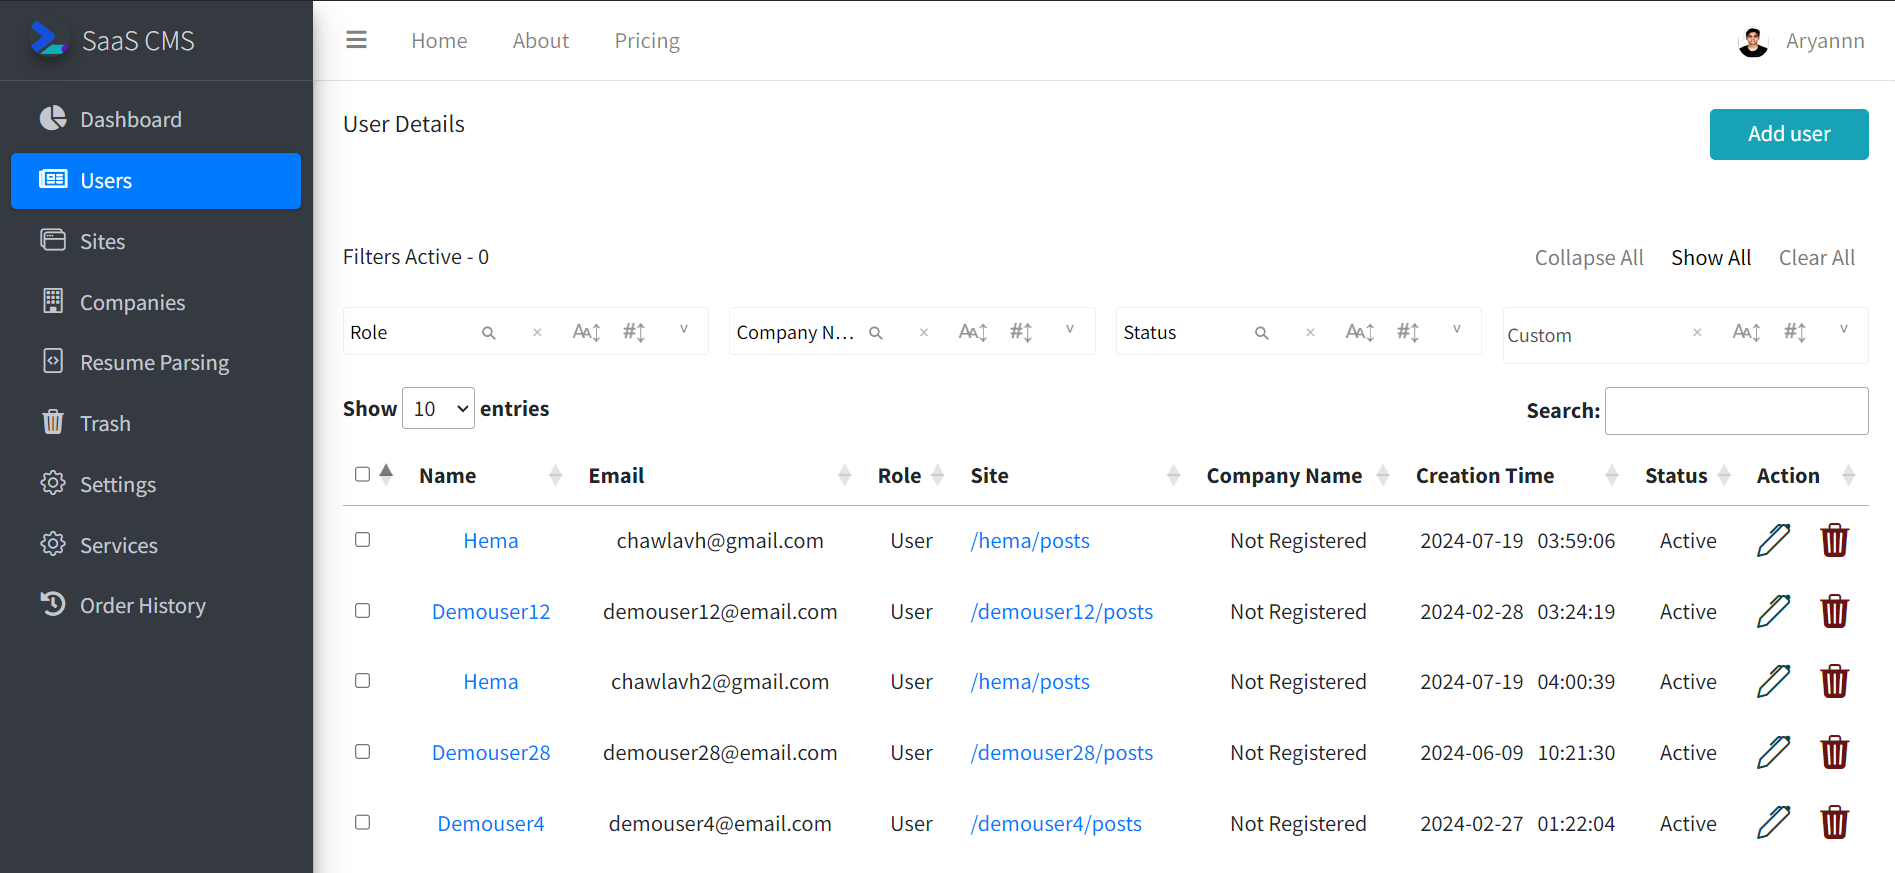 SaaS CMS
Home About Pricing
Aryannn
Dashboard
Users
Sites
Companies
Resume Parsing
Trash
Settings
Services
Order History
User Details
Add user
Filters Active - 0
Collapse All Show All Clear All
Role
Company N...
Status
Custom
Show 10 entries
Search:
Name Email Role Site Company Name Creation Time Status Action
Hema chawlavh@gmail.com User /hema/posts Not Registered 2024-07-19 03:59:06 Active
Demouser12 demouser12@email.com User /demouser12/posts Not Registered 2024-02-28 03:24:19 Active
Hema chawlavh2@gmail.com User /hema/posts Not Registered 2024-07-19 04:00:39 Active
Demouser28 demouser28@email.com User /demouser28/posts Not Registered 2024-06-09 10:21:30 Active
Demouser4 demouser4@email.com User /demouser4/posts Not Registered 2024-02-27 01:22:04 Active